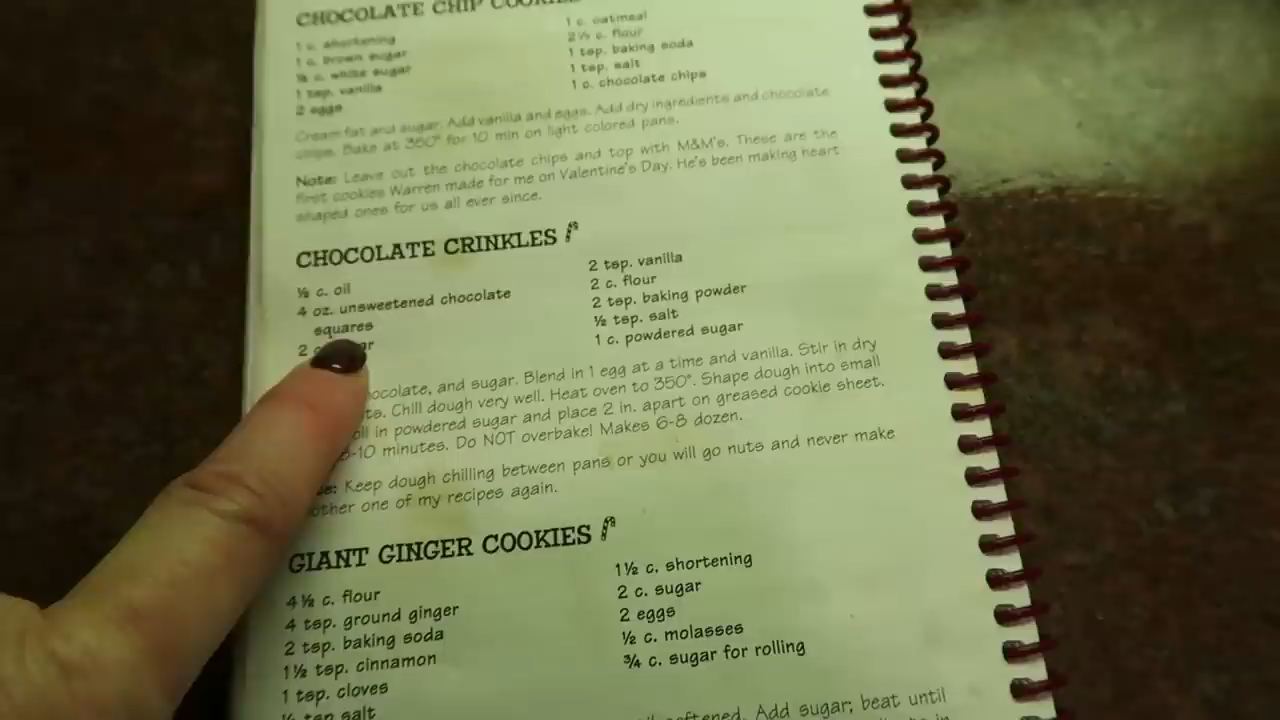 CHOCOLATE CHIP COOKIES
1 c. shortening
1 c. brown sugar
c. white sugar
1 tsp. vanilla
2 eggs
1 c. oatmeal
2½ c. flour
1 tsp. baking soda
1 tsp. salt
1 c. chocolate chips
Cream fat and sugar. Add vanilla and eggs. Add dry ingredients and chocolate
chips. Bake at 350° for 10 min on light colored pans.
Note: Leave out the chocolate chips and top with M&M's. These are the
first cookies Warren made for me on Valentine's Day. He's been making heart
shaped ones for us all ever since.
CHOCOLATE CRINKLES
½ c. oil
4 oz. unsweetened chocolate
squares
2
2 tsp. vanilla
2 c. flour
2 tsp. baking powder
½ tsp. salt
1 c. powdered sugar
and sugar. Blend in 1 egg at a time and vanilla. Stir in dry
Chill dough very well. Heat oven to 350°. Shape dough into small
in powdered sugar and place 2 in. apart on greased cookie sheet.
-10 minutes. Do NOT overbake! Makes 6-8 dozen.
Keep dough chilling between pans or you will go nuts and never make
other one of my recipes again.
GIANT GINGER COOKIES
4½ c. flour
4 tsp. ground ginger
2 tsp. baking soda
1½ tsp. cinnamon
1 tsp. cloves
tsp salt
1½ c. shortening
2 c. sugar
2 eggs
½ c. molasses
¾ c. sugar for rolling
Add sugar; beat until